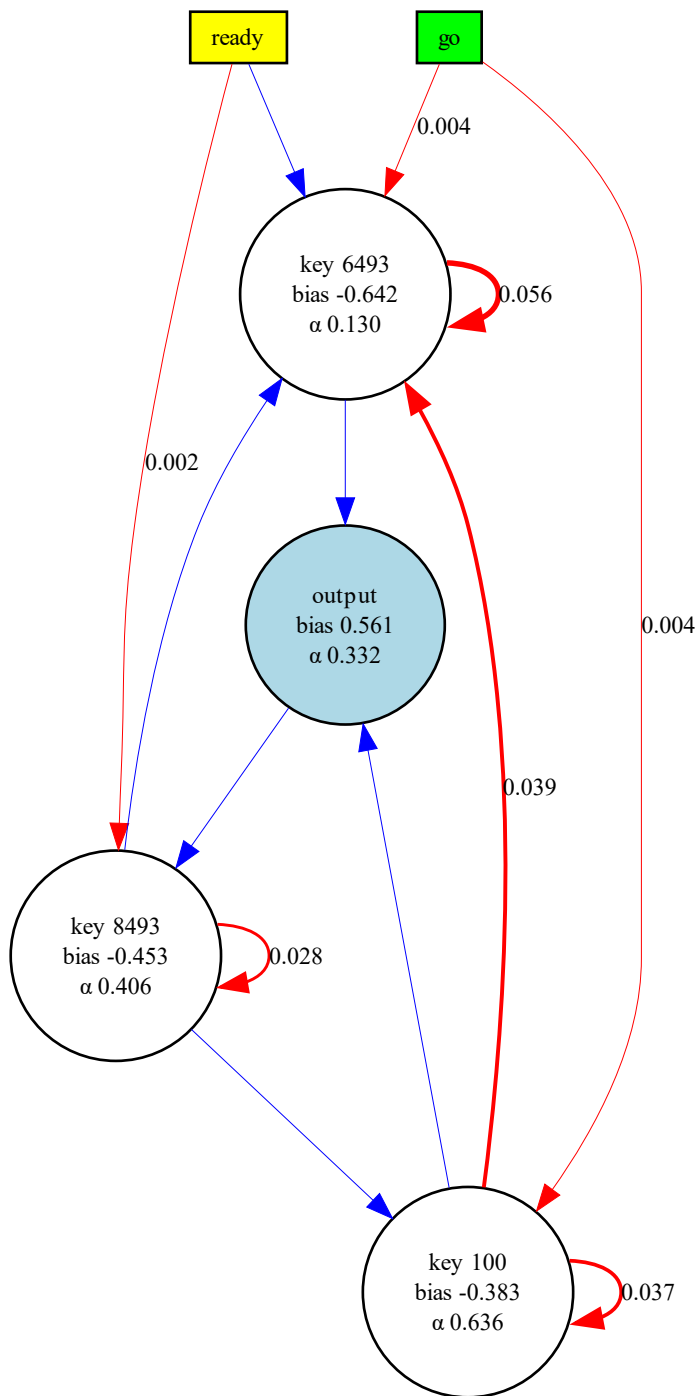 ready
go
0.004
key 6493
bias -0.642
α 0.130
0.056
0.002
output
bias 0.561
α 0.332
0.004
0.039
key 8493
bias -0.453
α 0.406
0.028
key 100
bias -0.383
α 0.636
0.037